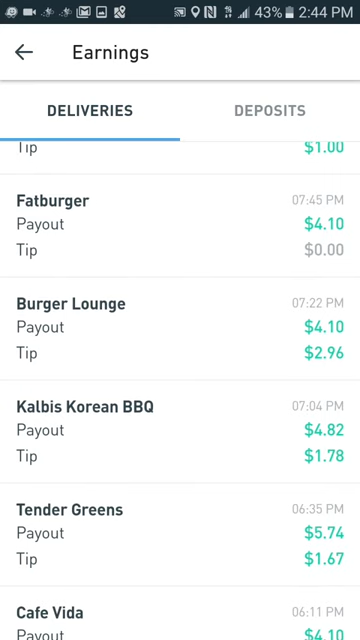 43% 2:44 PM
Earnings
DELIVERIES DEPOSITS
Tip $1.00
Fatburger 07:45 PM
Payout $4.10
Tip $0.00
Burger Lounge 07:22 PM
Payout $4.10
Tip $2.96
Kalbis Korean BBQ 07:04 PM
Payout $4.82
Tip $1.78
Tender Greens 06:35 PM
Payout $5.74
Tip $1.67
Cafe Vida 06:11 PM
Payout $4.10